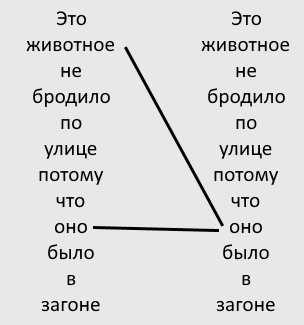 Это Это
животное животное
не не
бродило бродило
по по
улице улице
потому потому
что что
оно оно
было было
в в
загоне загоне